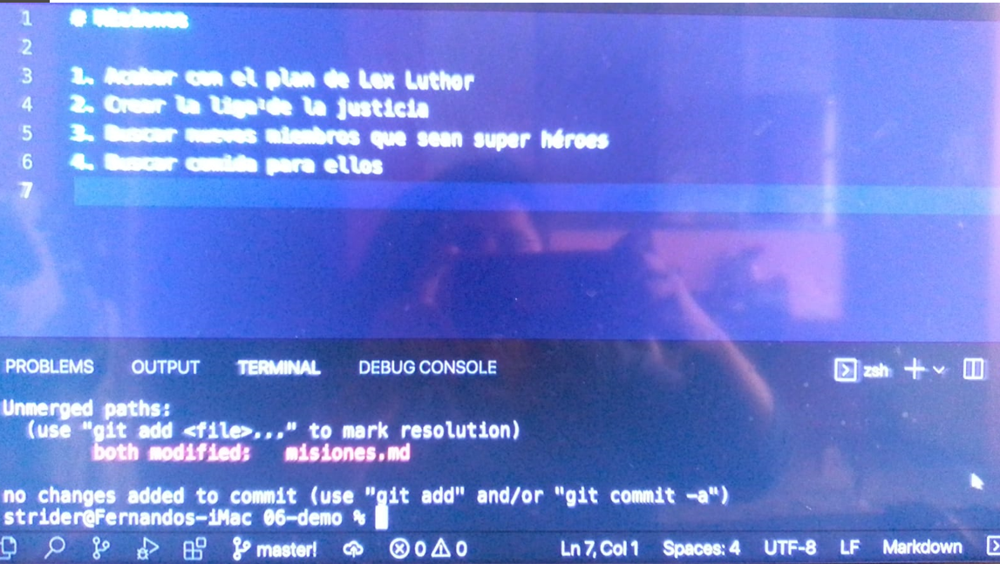 1 # Misiones
2
3 1. Acabar con el plan de Lex Luthor
4 2. Crear la liga de la justicia
5 3. Buscar nuevos miembros que sean super héroes
6 4. Buscar comida para ellos
7
PROBLEMS OUTPUT TERMINAL DEBUG CONSOLE zsh
Unmerged paths:
(use "git add <file>..." to mark resolution)
both modified: misiones.md
no changes added to commit (use "git add" and/or "git commit -a")
strider@Fernandos-iMac 06-demo %
master! 0 0 Ln 7, Col 1 Spaces: 4 UTF-8 LF Markdown